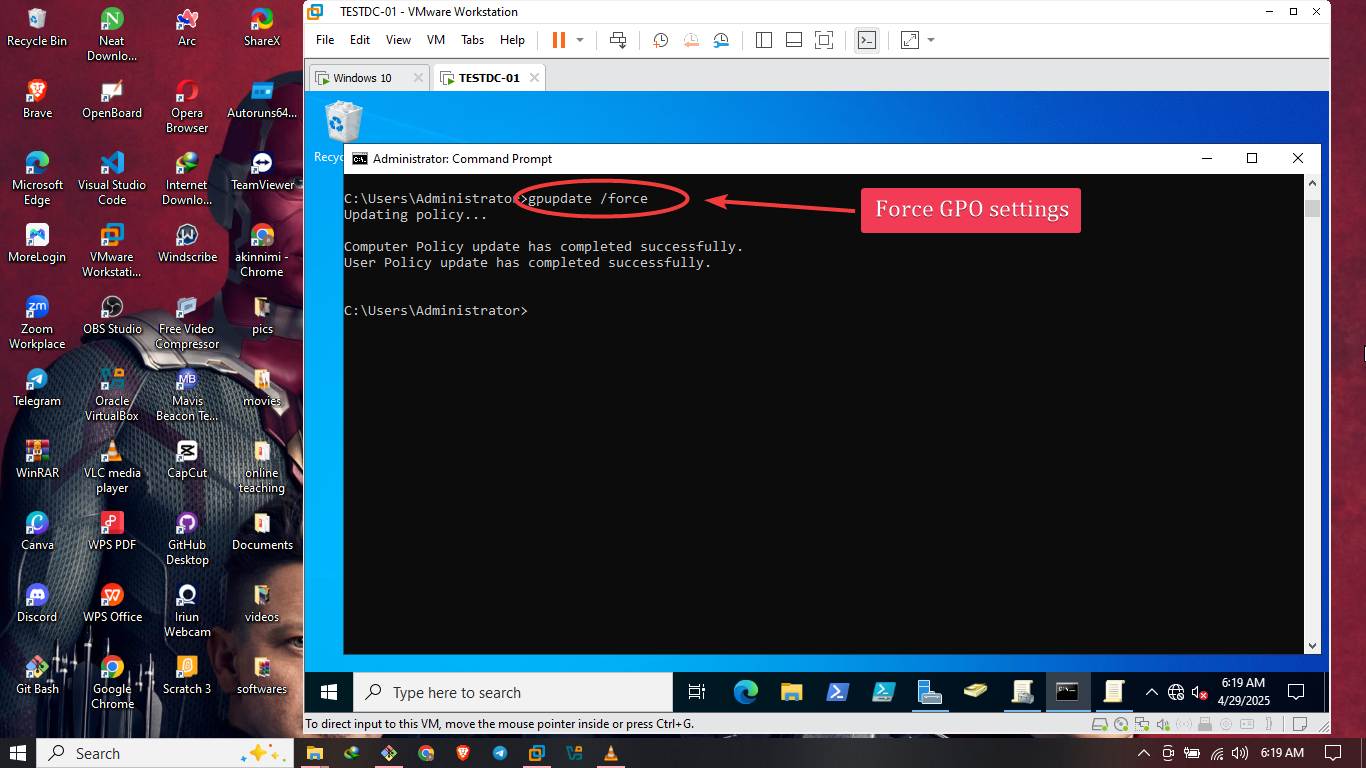 Recycle Bin
Neat Downlo...
Arc
ShareX
Brave
OpenBoard
Opera Browser
Autoruns64...
Microsoft Edge
Visual Studio Code
Internet Downlo...
TeamViewer
MoreLogin
VMware Workstati...
Windscribe
akinnimi - Chrome
zm
Zoom Workplace
OBS Studio
Free Video Compressor
pics
Telegram
Oracle VirtualBox
MB
Mavis Beacon Te...
movies
WinRAR
VLC media player
CapCut
online teaching
Canva
WPS PDF
GitHub Desktop
Documents
Discord
WPS Office
Iriun Webcam
videos
Git Bash
Google Chrome
Scratch 3
softwares
TESTDC-01 - VMware Workstation
File Edit View VM Tabs Help
Windows 10
TESTDC-01
Recyc
Administrator: Command Prompt
C:\Users\Administrator>gpupdate /force
Updating policy...
Force GPO settings
Computer Policy update has completed successfully.
User Policy update has completed successfully.
C:\Users\Administrator>
Type here to search
6:19 AM
4/29/2025
To direct input to this VM, move the mouse pointer inside or press Ctrl+G.
Search
6:19 AM